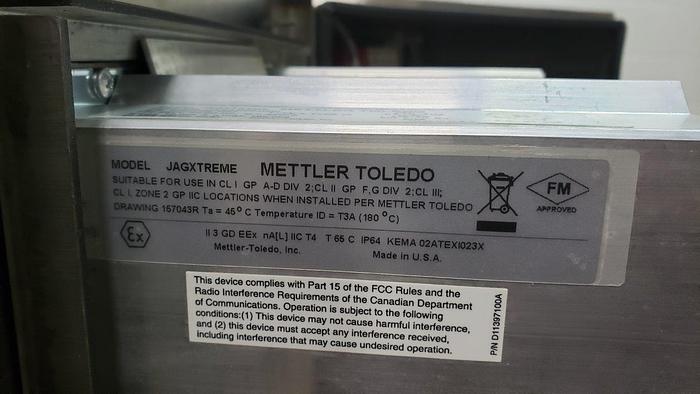 MODEL JAGXTREME METTLER TOLEDO
SUITABLE FOR USE IN CL I GP A-D DIV 2;CL II GP F,G DIV 2;CL III;
CL I, ZONE 2 GP IIC LOCATIONS WHEN INSTALLED PER METTLER TOLEDO
DRAWING 157043R Ta = 45°C Temperature ID = T3A (180 °C)
FM
APPROVED
Ex
II 3 GD EEx nA[L] IIC T4 T 65 C IP64 KEMA 02ATEX1023X
Mettler-Toledo, Inc. Made in U.S.A.
This device complies with Part 15 of the FCC Rules and the
Radio Interference Requirements of the Canadian Department
of Communications. Operation is subject to the following
conditions:(1) This device may not cause harmful interference,
and (2) this device must accept any interference received,
including interference that may cause undesired operation.
P/N D11397100A